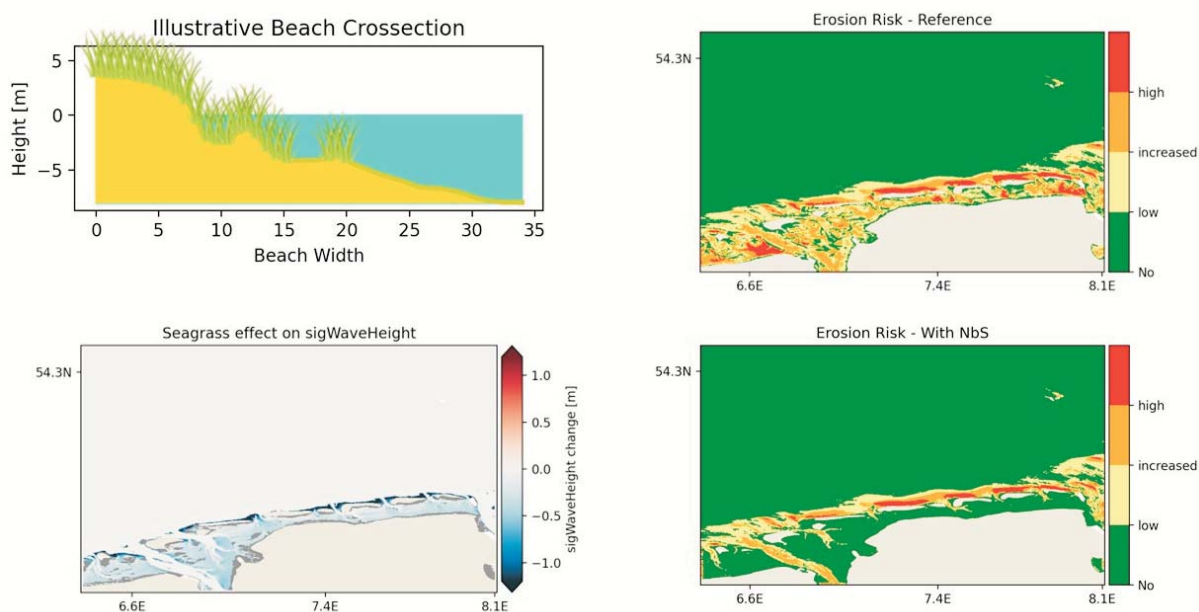 Illustrative Beach Crossection
Height [m]
5
0
−5
0 5 10 15 20 25 30 35
Beach Width
Erosion Risk - Reference
54.3N
6.6E 7.4E 8.1E
high
increased
low
No
Seagrass effect on sigWaveHeight
54.3N
6.6E 7.4E 8.1E
1.0
0.5
0.0
−0.5
−1.0
sigWaveHeight change [m]
Erosion Risk - With NbS
54.3N
6.6E 7.4E 8.1E
high
increased
low
No